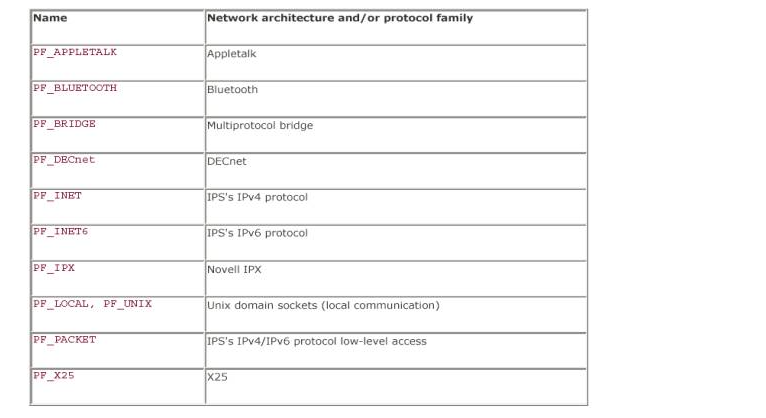 Name Network architecture and/or protocol family
PF_APPLETALK Appletalk
PF_BLUETOOTH Bluetooth
PF_BRIDGE Multiprotocol bridge
PF_DECnet DECnet
PF_INET IPS's IPv4 protocol
PF_INET6 IPS's IPv6 protocol
PF_IPX Novell IPX
PF_LOCAL, PF_UNIX Unix domain sockets (local communication)
PF_PACKET IPS's IPv4/IPv6 protocol low-level access
PF_X25 X25